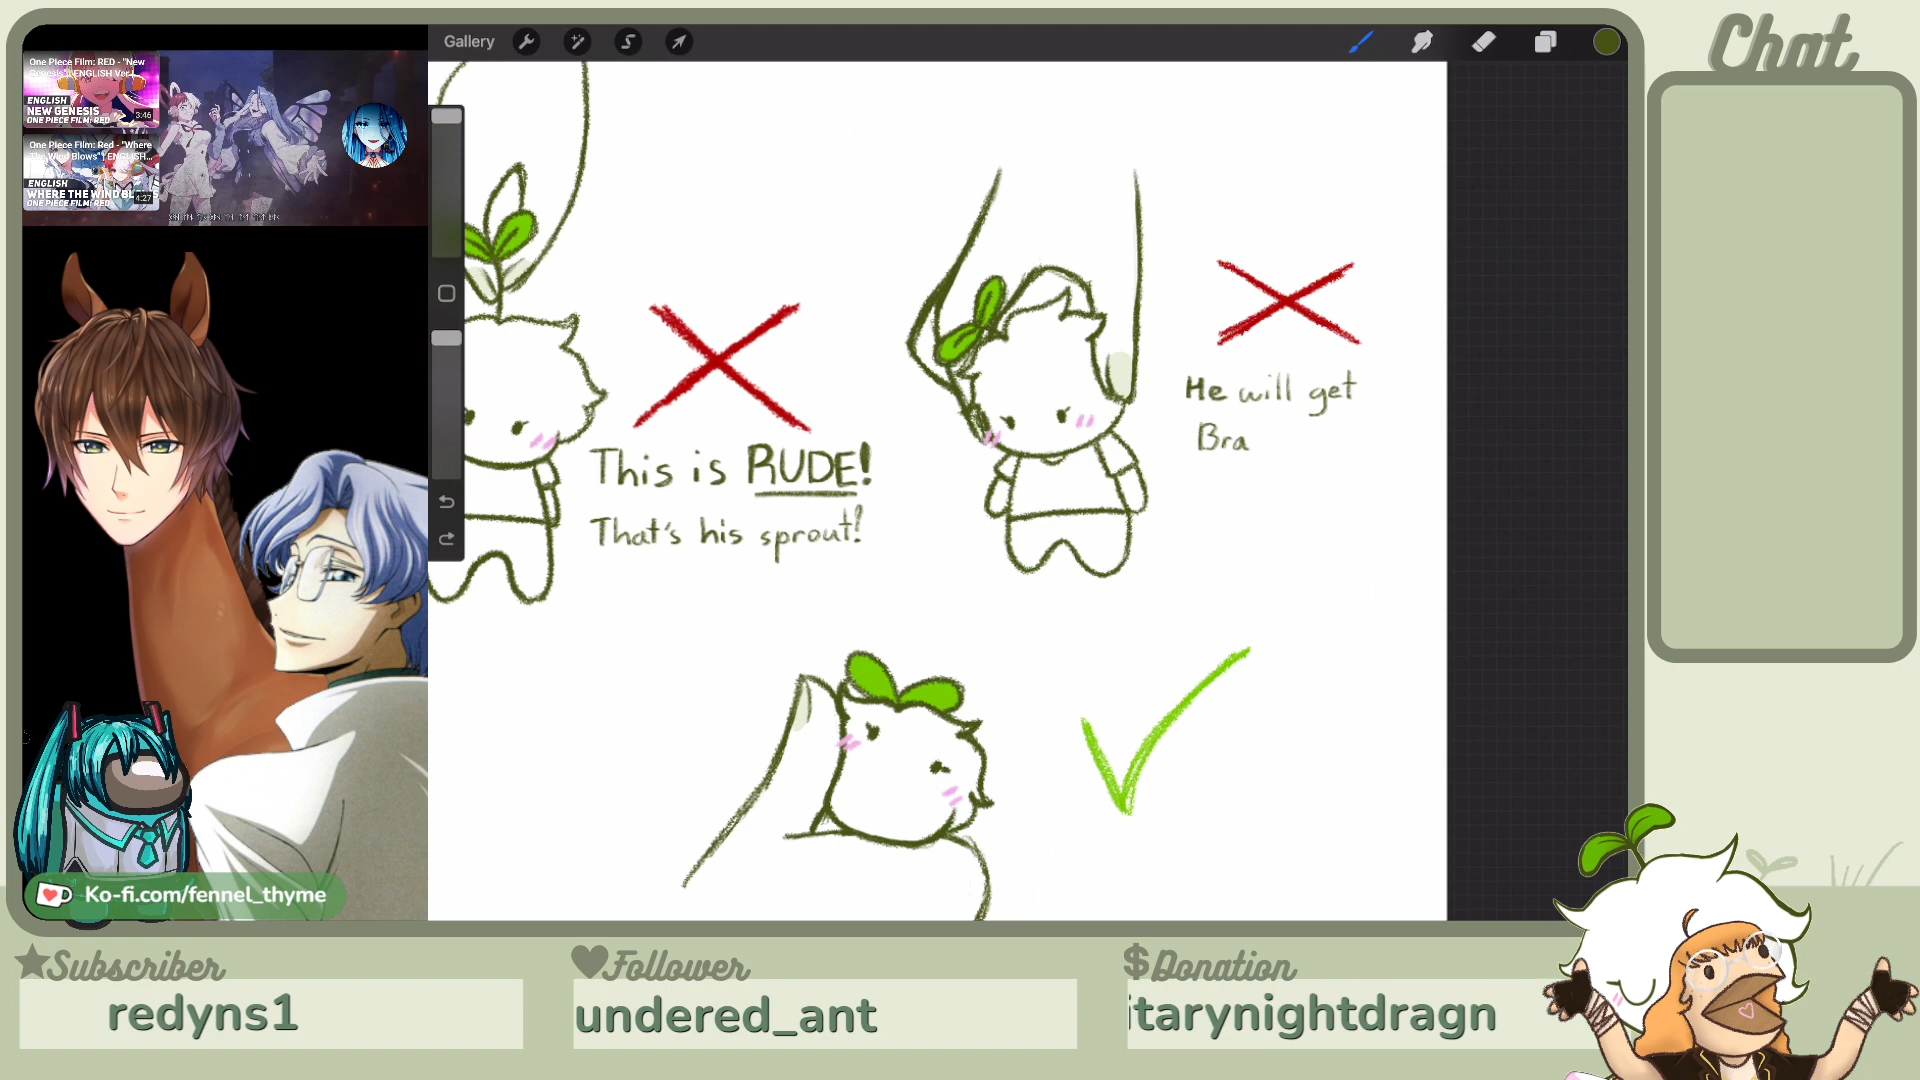 One Piece Film: RED - "New
Genesis" | ENGLISH Ver.
ENGLISH
NEW GENESIS
ONE PIECE FILM: RED
3:46
One Piece Film: Red - "Where
The Wind Blows" | ENGLISH...
ENGLISH
WHERE THE WIND BL
ONE PIECE FILM: RED
4:27
Gallery
Chat
This is RUDE!
That's his sprout!
He will get
Bra
Ko-fi.com/fennel_thyme
Subscriber
redyns1
Follower
undered_ant
$Donation
itarynightdragn